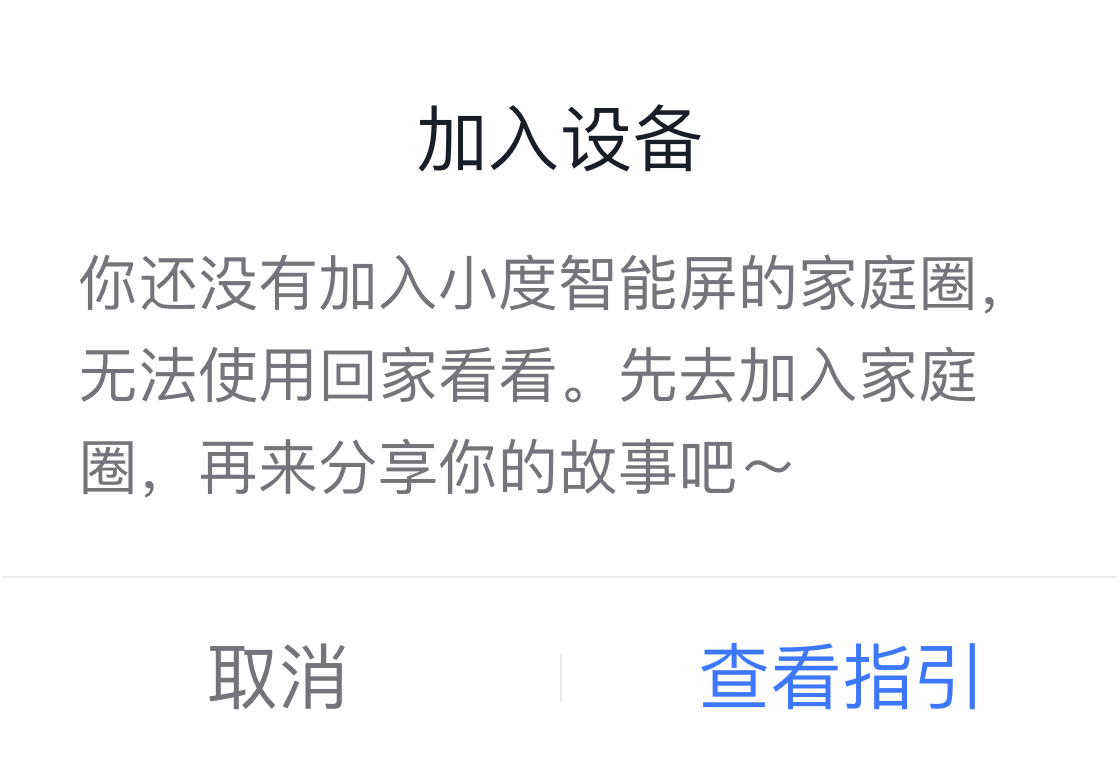 加入设备
你还没有加入小度智能屏的家庭圈，
无法使用回家看看。先去加入家庭
圈，再来分享你的故事吧～
取消
查看指引